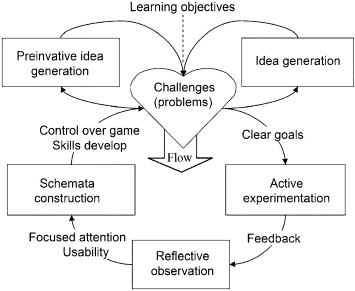 Learning objectives
Preinvative idea
generation
Idea generation
Challenges
(problems)
Control over game
Skills develop
Clear goals
Flow
Schemata
construction
Active
experimentation
Focused attention
Usability
Feedback
Reflective
observation